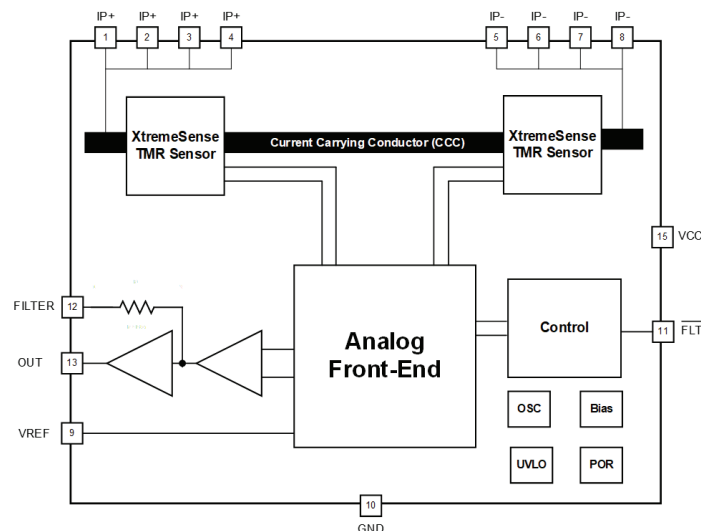 IP+ IP+ IP+ IP+ IP- IP- IP- IP-
1 2 3 4 5 6 7 8
XtremeSense
TMR Sensor
Current Carrying Conductor (CCC)
XtremeSense
TMR Sensor
15 VCC
FILTER 12
Analog
Front-End
Control
11 FLT
OUT 13
OSC Bias
VREF 9
UVLO POR
10
GND